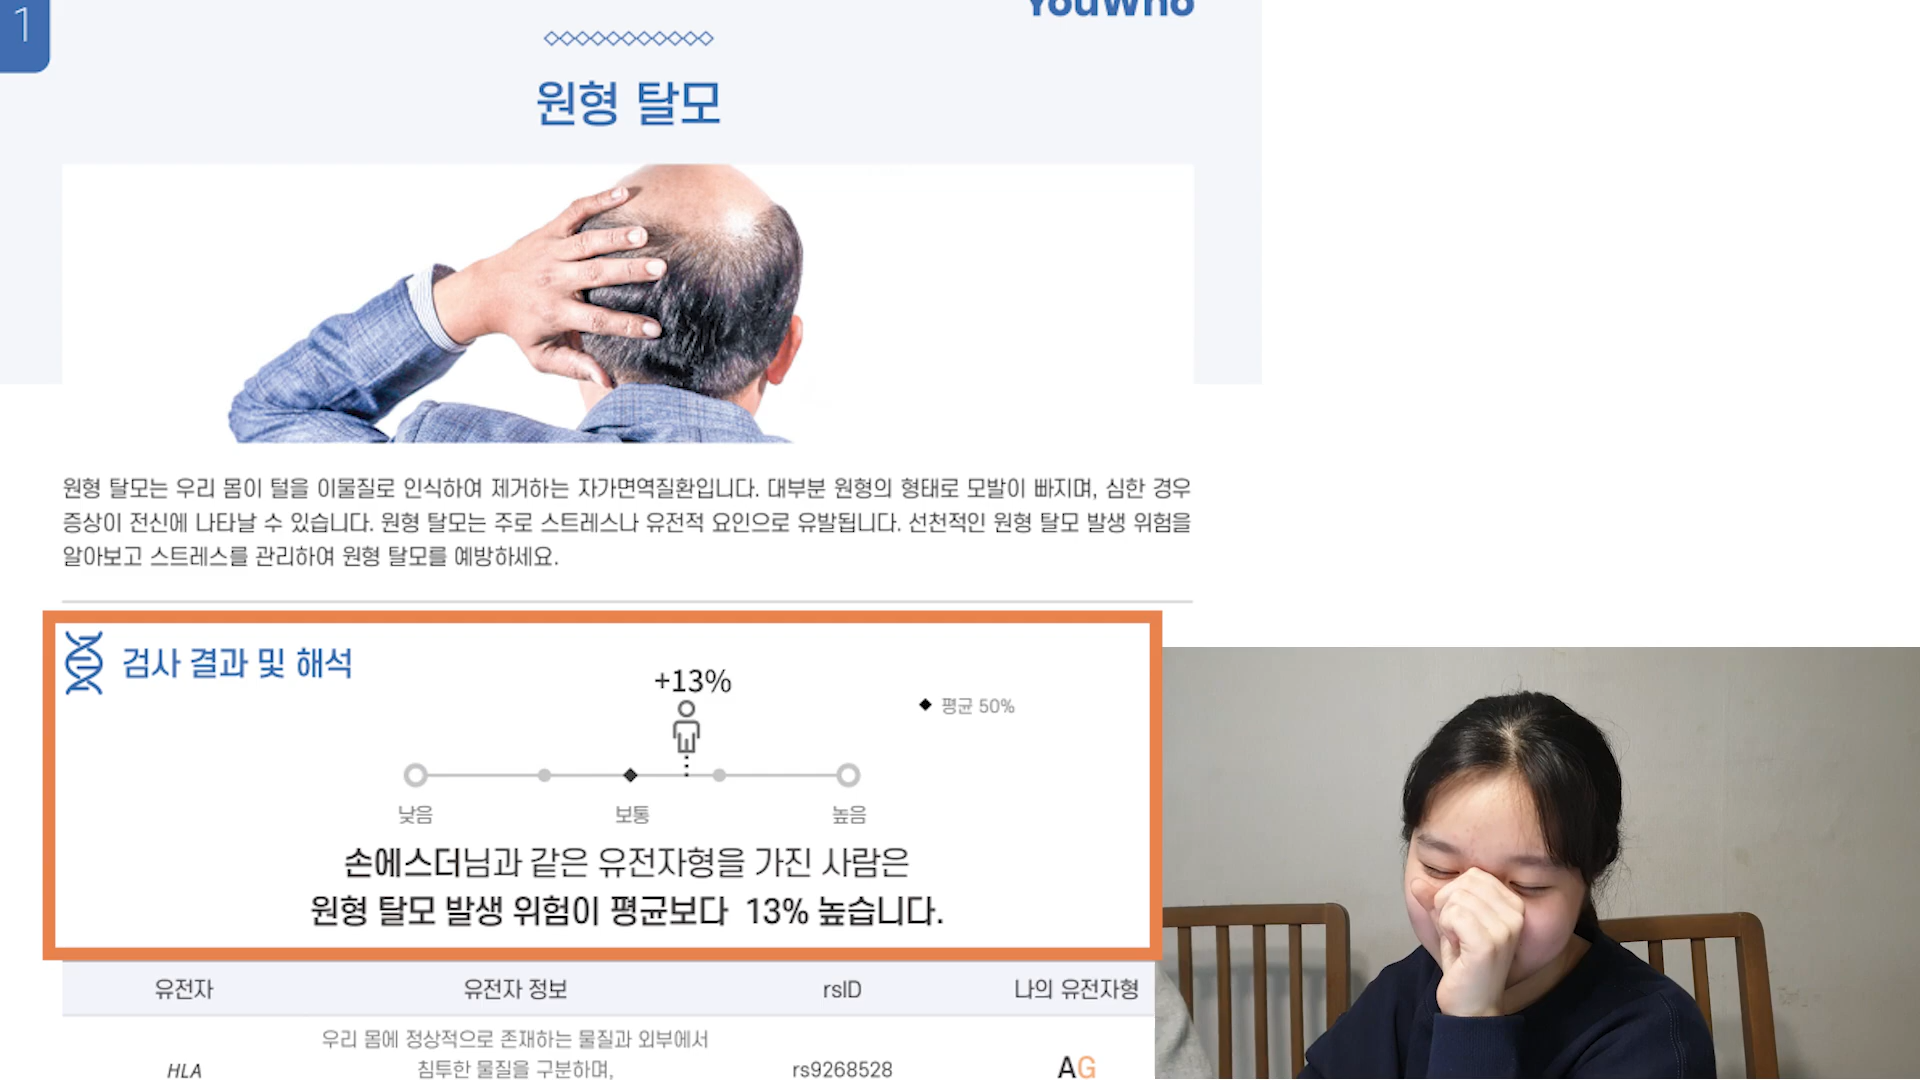 1
YouWho
원형 탈모
원형 탈모는 우리 몸이 털을 이물질로 인식하여 제거하는 자가면역질환입니다. 대부분 원형의 형태로 모발이 빠지며, 심한 경우
증상이 전신에 나타날 수 있습니다. 원형 탈모는 주로 스트레스나 유전적 요인으로 유발됩니다. 선천적인 원형 탈모 발생 위험을
알아보고 스트레스를 관리하여 원형 탈모를 예방하세요.
검사 결과 및 해석
+13%
◆ 평균 50%
낮음 보통 높음
손에스더님과 같은 유전자형을 가진 사람은
원형 탈모 발생 위험이 평균보다 13% 높습니다.
유전자 유전자 정보 rsID 나의 유전자형
우리 몸에 정상적으로 존재하는 물질과 외부에서
HLA 침투한 물질을 구분하며, rs9268528 AG